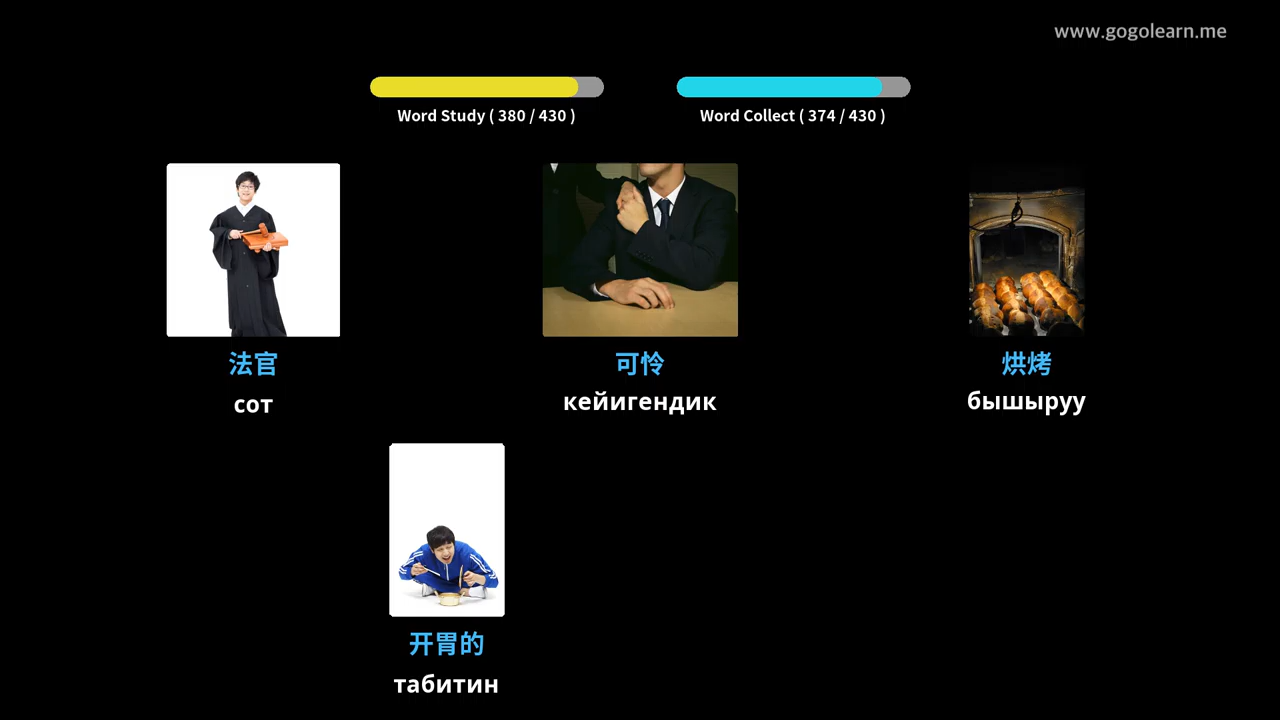 www.gogolearn.me
Word Study ( 380 / 430 )
Word Collect ( 374 / 430 )
法官
сот
可怜
кейигендик
烘烤
бышыруу
开胃的
табитин